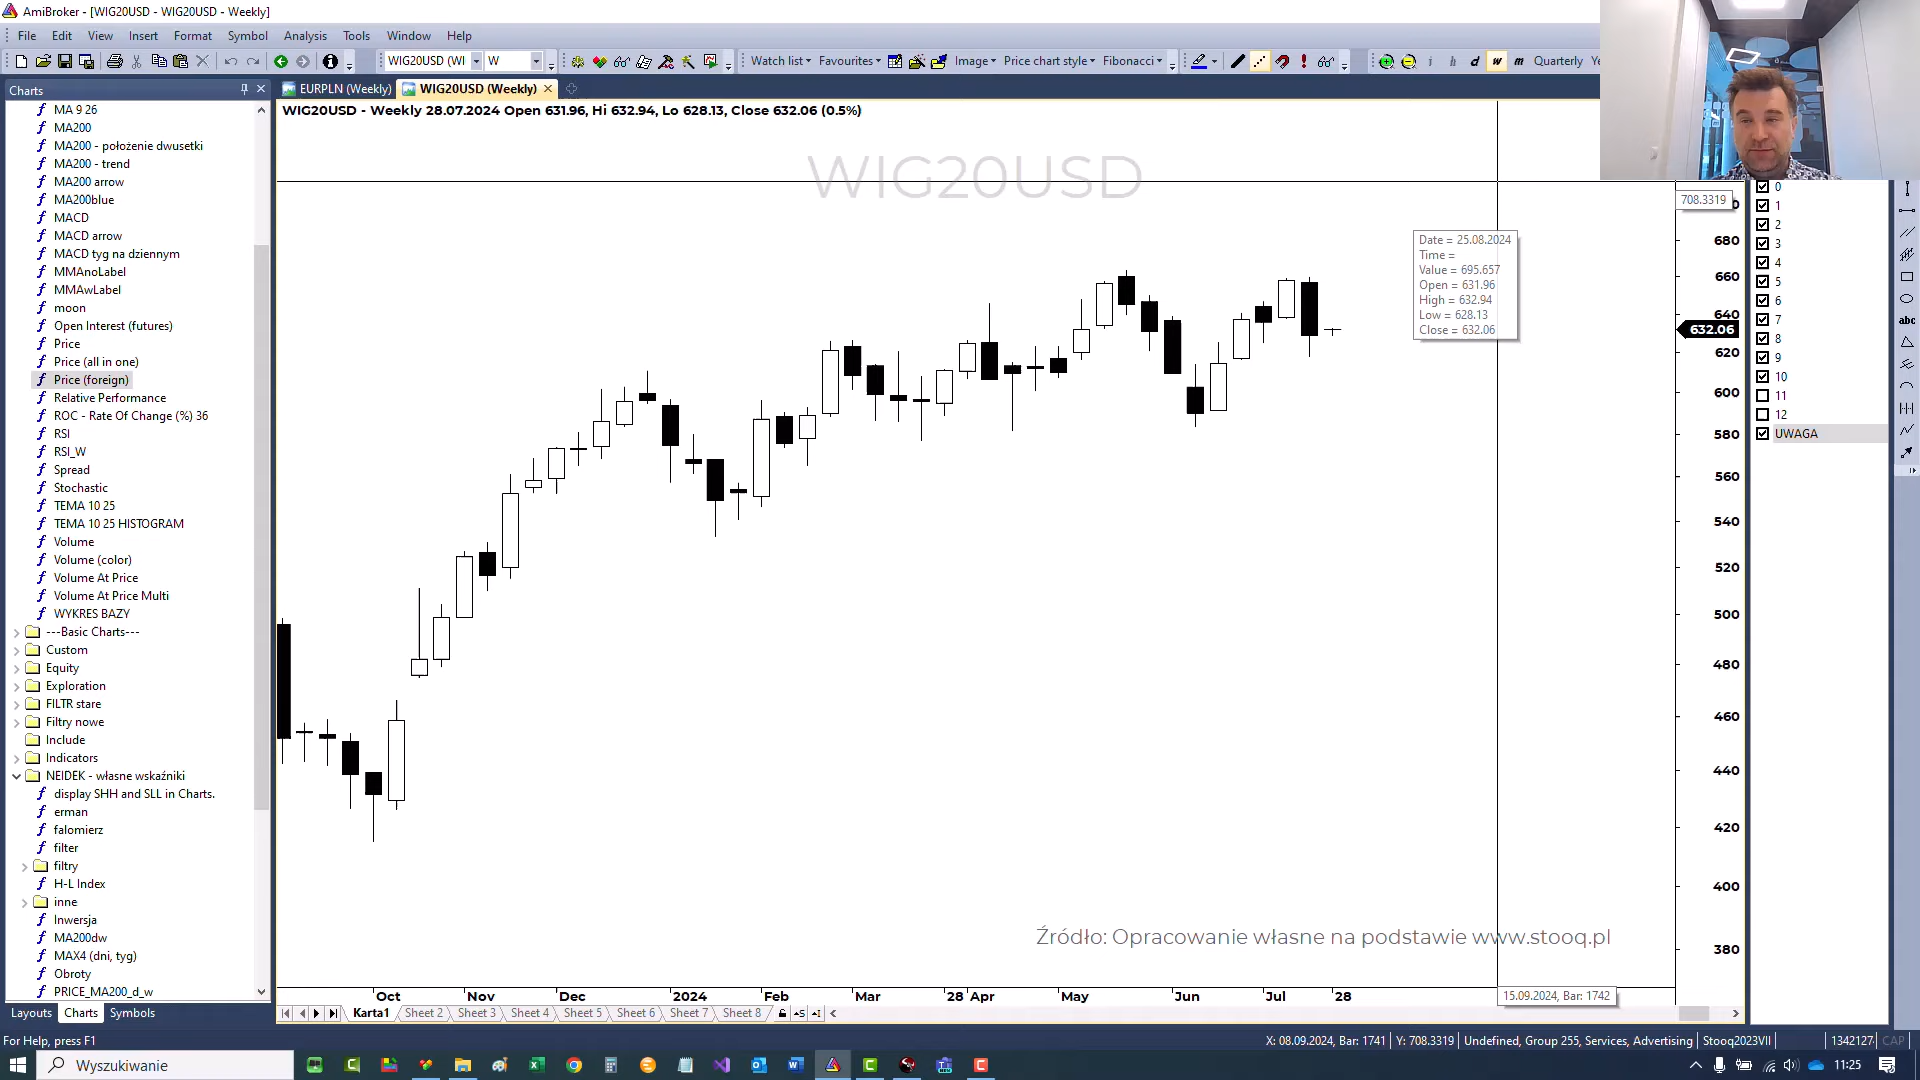 AmiBroker - [WIG20USD - WIG20USD - Weekly]
File Edit View Insert Format Symbol Analysis Tools Window Help
WIG20USD (WI W Watch list Favourites Image Price chart style Fibonacci i h d w m Quarterly Ye
Charts
EURPLN (Weekly) WIG20USD (Weekly)
WIG20USD - Weekly 28.07.2024 Open 631.96, Hi 632.94, Lo 628.13, Close 632.06 (0.5%)
WIG20USD
MA 9 26
MA200
MA200 - położenie dwusetki
MA200 - trend
MA200 arrow
MA200blue
MACD
MACD arrow
MACD tyg na dziennym
MMAnoLabel
MMAwLabel
moon
Open Interest (futures)
Price
Price (all in one)
Price (foreign)
Relative Performance
ROC - Rate Of Change (%) 36
RSI
RSI_W
Spread
Stochastic
TEMA 10 25
TEMA 10 25 HISTOGRAM
Volume
Volume (color)
Volume At Price
Volume At Price Multi
WYKRES BAZY
---Basic Charts---
Custom
Equity
Exploration
FILTR stare
Filtry nowe
Include
Indicators
NEIDEK - własne wskaźniki
display SHH and SLL in Charts.
erman
falomierz
filter
filtry
H-L Index
inne
Inwersja
MA200dw
MAX4 (dni, tyg)
Obroty
PRICE_MA200_d_w
Layouts Charts Symbols
Date = 25.08.2024
Time =
Value = 695.657
Open = 631.96
High = 632.94
Low = 628.13
Close = 632.06
708.3319
680
660
640
632.06
620
600
580
560
540
520
500
480
460
440
420
400
380
Źródło: Opracowanie własne na podstawie www.stooq.pl
Oct Nov Dec 2024 Feb Mar 28 Apr May Jun Jul 28
15.09.2024, Bar: 1742
Karta1 Sheet 2 Sheet 3 Sheet 4 Sheet 5 Sheet 6 Sheet 7 Sheet 8
0
1
2
3
4
5
6
7
8
9
10
11
12
UWAGA
abc
For Help, press F1
X: 08.09.2024, Bar: 1741 Y: 708.3319 Undefined, Group 255, Services, Advertising Stooq2023VII 1342127 CAP
Wyszukiwanie
11:25